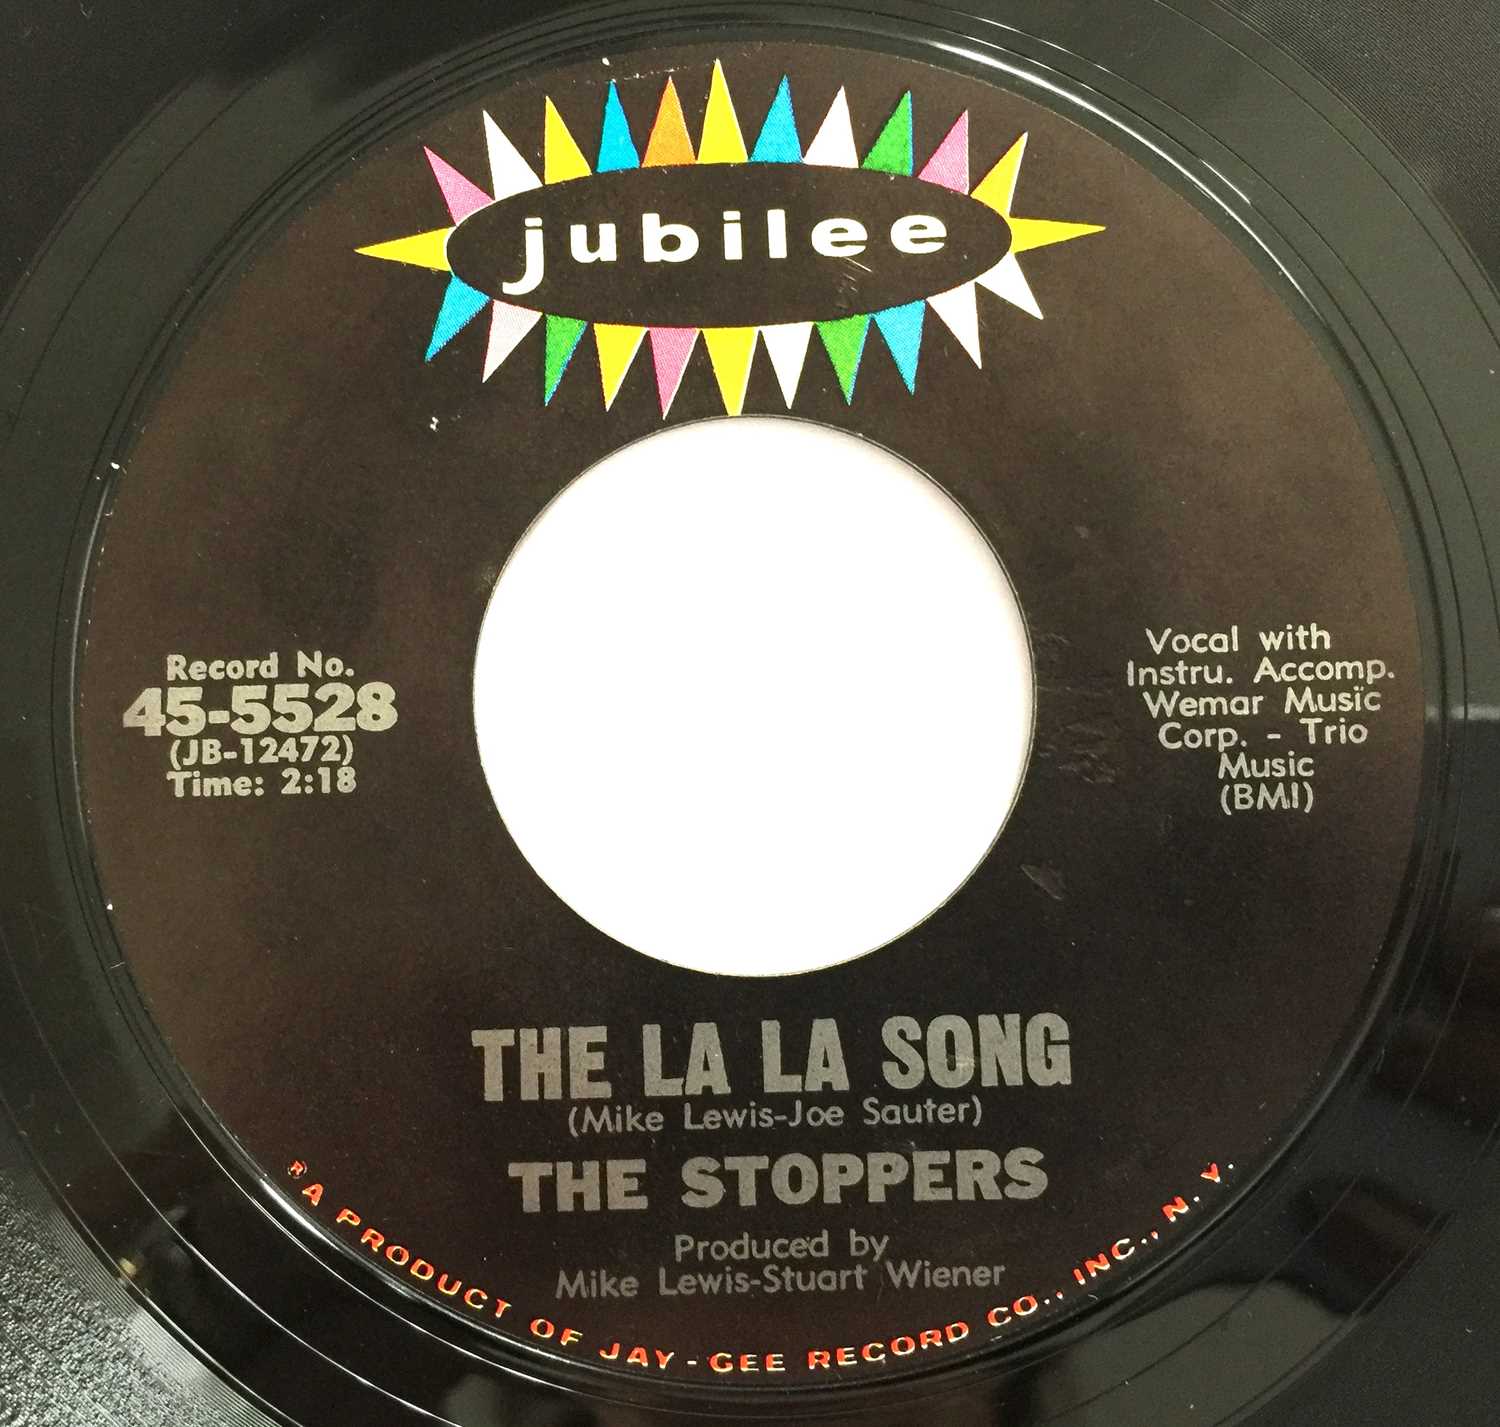 jubilee
Record No.
45-5528
(JB-12472)
Time: 2:18
Vocal with
Instru. Accomp.
Wemar Music
Corp. - Trio
Music
(BMI)
THE LA LA SONG
(Mike Lewis-Joe Sauter)
THE STOPPERS
Produced by
Mike Lewis-Stuart Wiener
® A PRODUCT OF JAY-GEE RECORD CO., INC., N.Y.